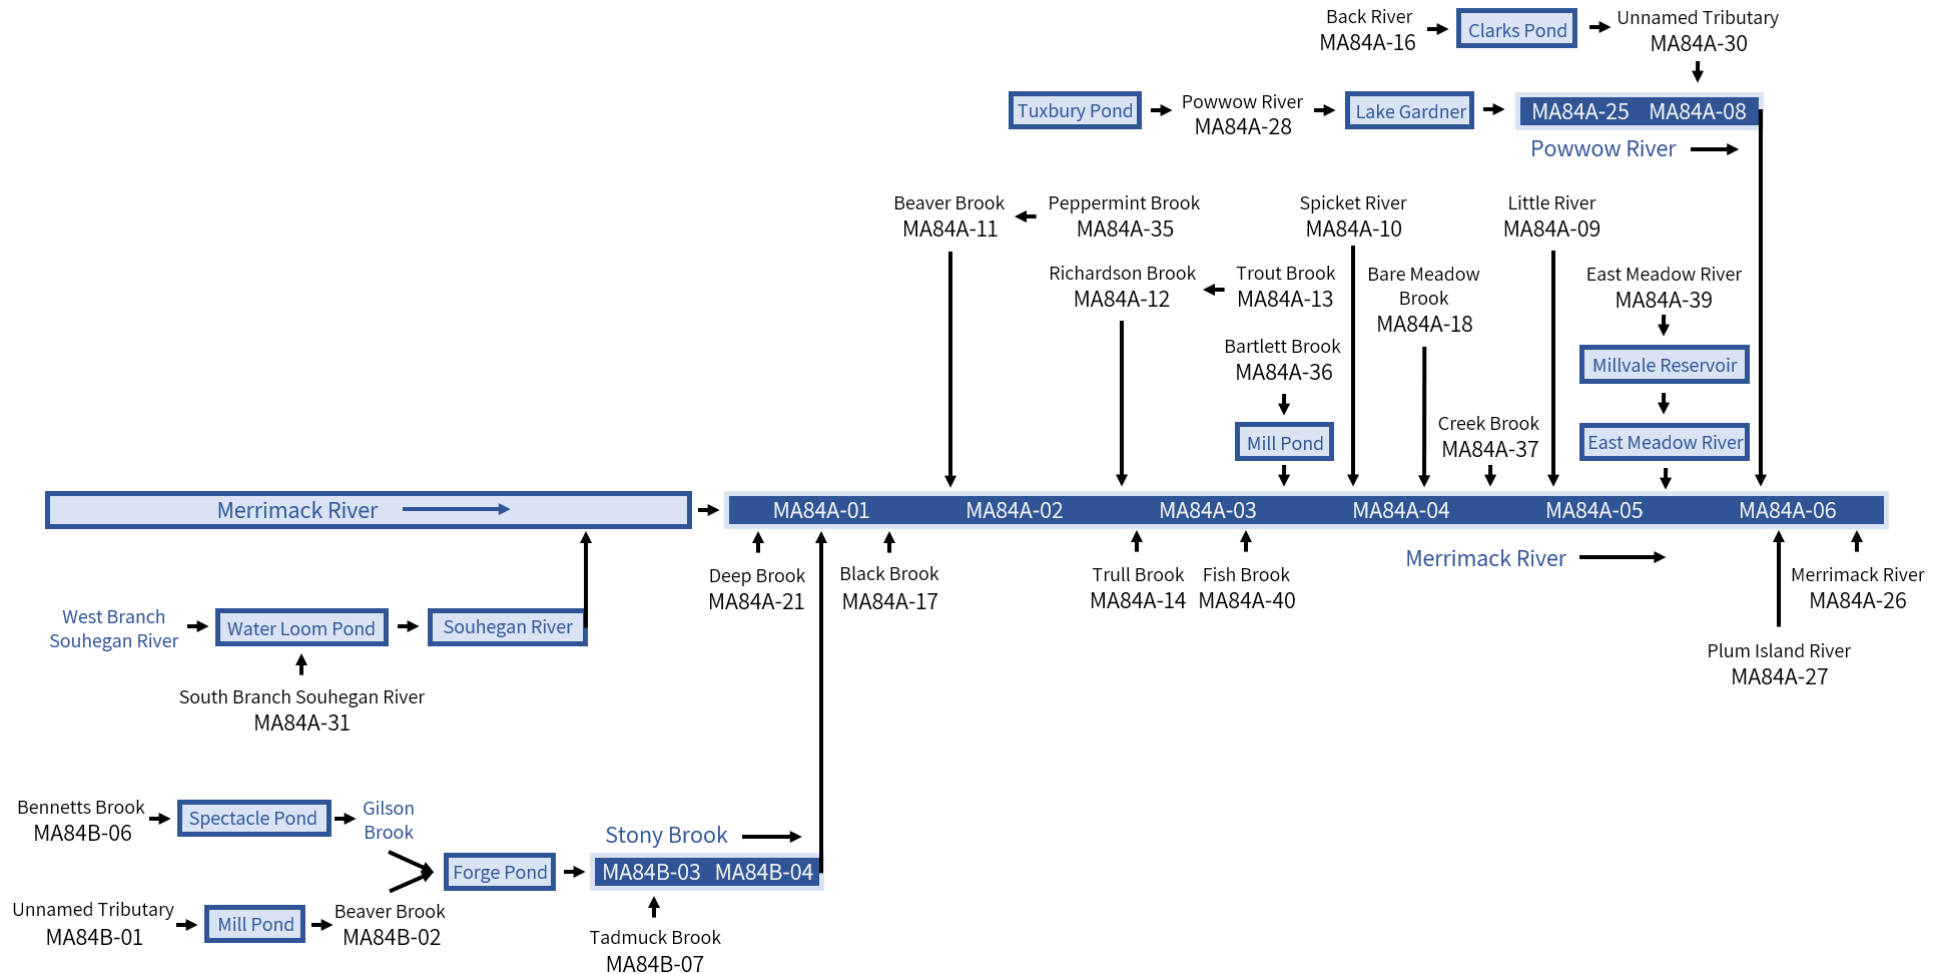 Back River
MA84A-16
Clarks Pond
Unnamed Tributary
MA84A-30
Tuxbury Pond
Powwow River
MA84A-28
Lake Gardner
MA84A-25 MA84A-08
Powwow River
Beaver Brook
MA84A-11
Peppermint Brook
MA84A-35
Spicket River
MA84A-10
Little River
MA84A-09
Richardson Brook
MA84A-12
Trout Brook
MA84A-13
Bare Meadow
Brook
MA84A-18
East Meadow River
MA84A-39
Bartlett Brook
MA84A-36
Millvale Reservoir
Mill Pond
Creek Brook
MA84A-37
East Meadow River
Merrimack River
MA84A-01 MA84A-02 MA84A-03 MA84A-04 MA84A-05 MA84A-06
Merrimack River
Deep Brook
MA84A-21
Black Brook
MA84A-17
Trull Brook
MA84A-14
Fish Brook
MA84A-40
Merrimack River
MA84A-26
Plum Island River
MA84A-27
West Branch
Souhegan River
Water Loom Pond
Souhegan River
South Branch Souhegan River
MA84A-31
Bennetts Brook
MA84B-06
Spectacle Pond
Gilson
Brook
Stony Brook
Forge Pond
MA84B-03 MA84B-04
Unnamed Tributary
MA84B-01
Mill Pond
Beaver Brook
MA84B-02
Tadmuck Brook
MA84B-07